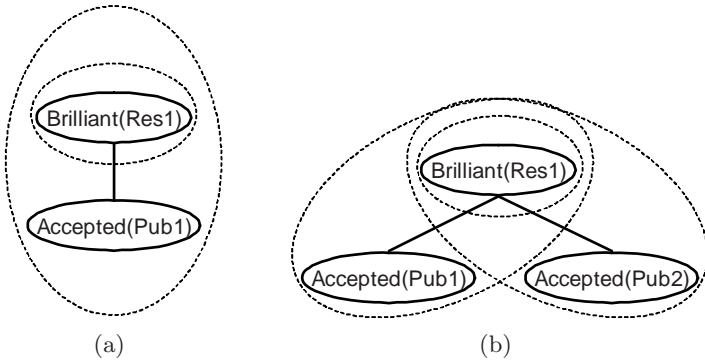 Brilliant(Res1)
Accepted(Pub1)
(a)
Brilliant(Res1)
Accepted(Pub1) Accepted(Pub2)
(b)